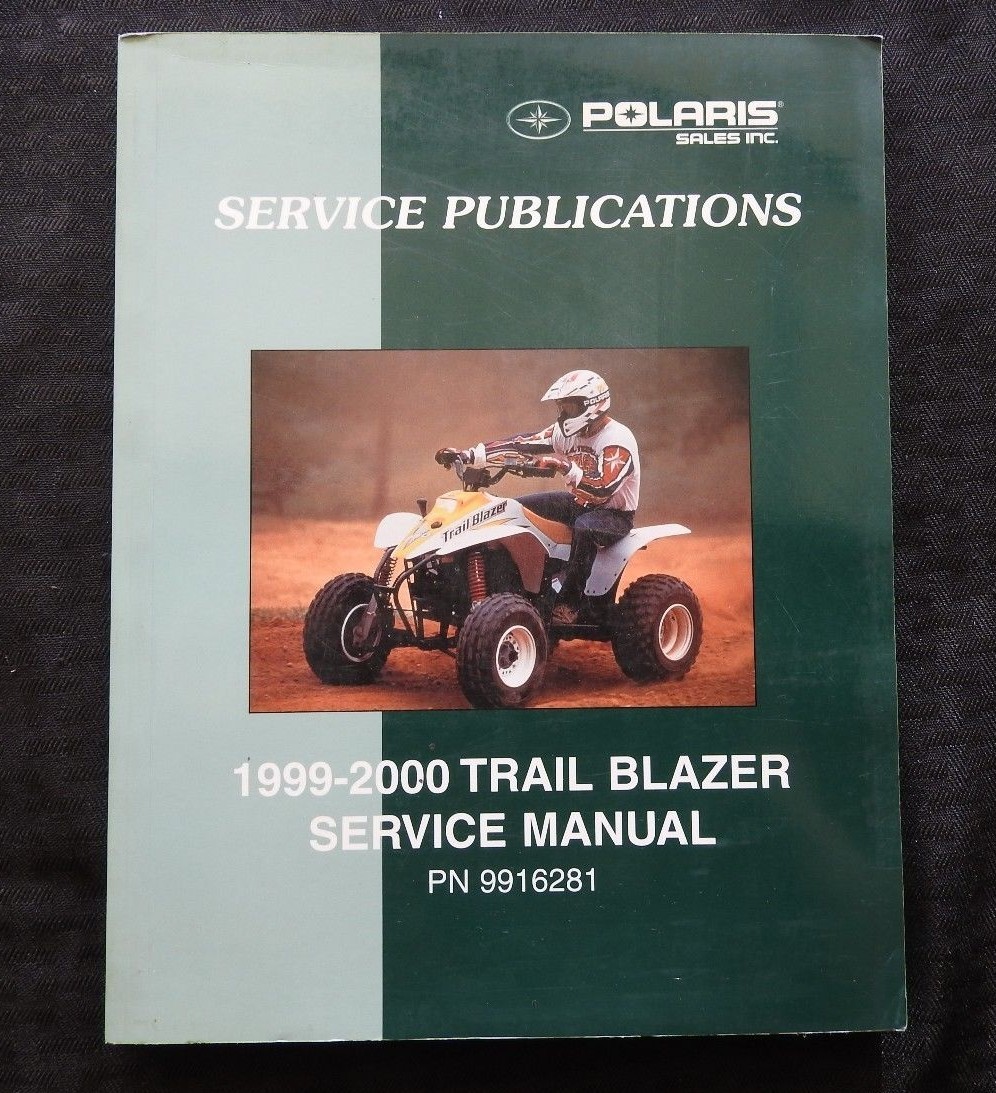 POLARIS®
SALES INC.
SERVICE PUBLICATIONS
POLARIS
Trail Blazer
1999-2000 TRAIL BLAZER
SERVICE MANUAL
PN 9916281